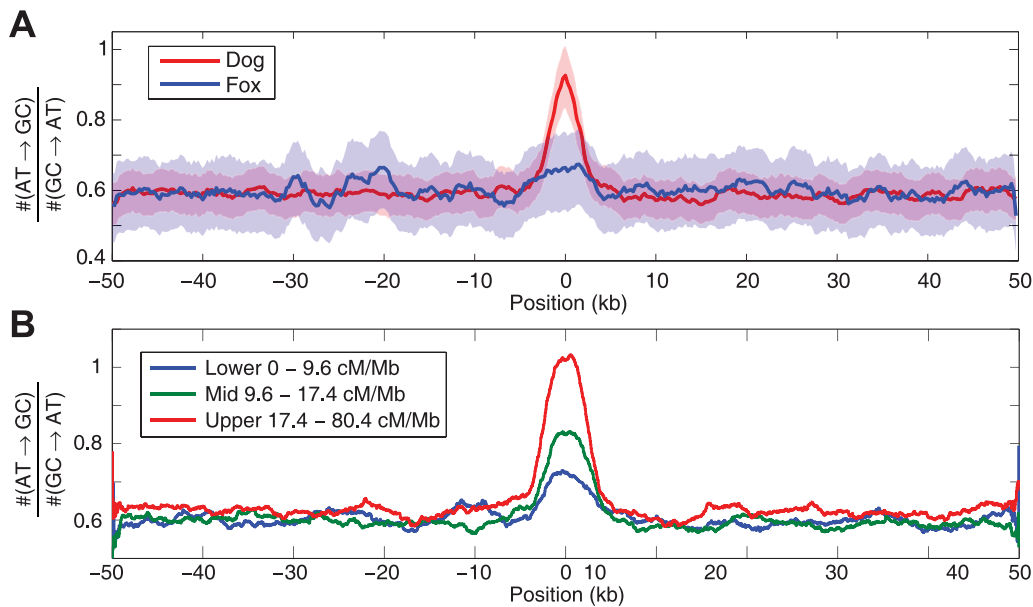 A
#(AT → GC)
#(GC → AT)
1
0.8
0.6
0.4
Dog
Fox
−50 −40 −30 −20 −10 0 10 20 30 40 50
Position (kb)
B
#(AT → GC)
#(GC → AT)
1
0.8
0.6
Lower 0 – 9.6 cM/Mb
Mid 9.6 – 17.4 cM/Mb
Upper 17.4 – 80.4 cM/Mb
−50 −40 −30 −20 −10 0 10 20 30 40 50
Position (kb)